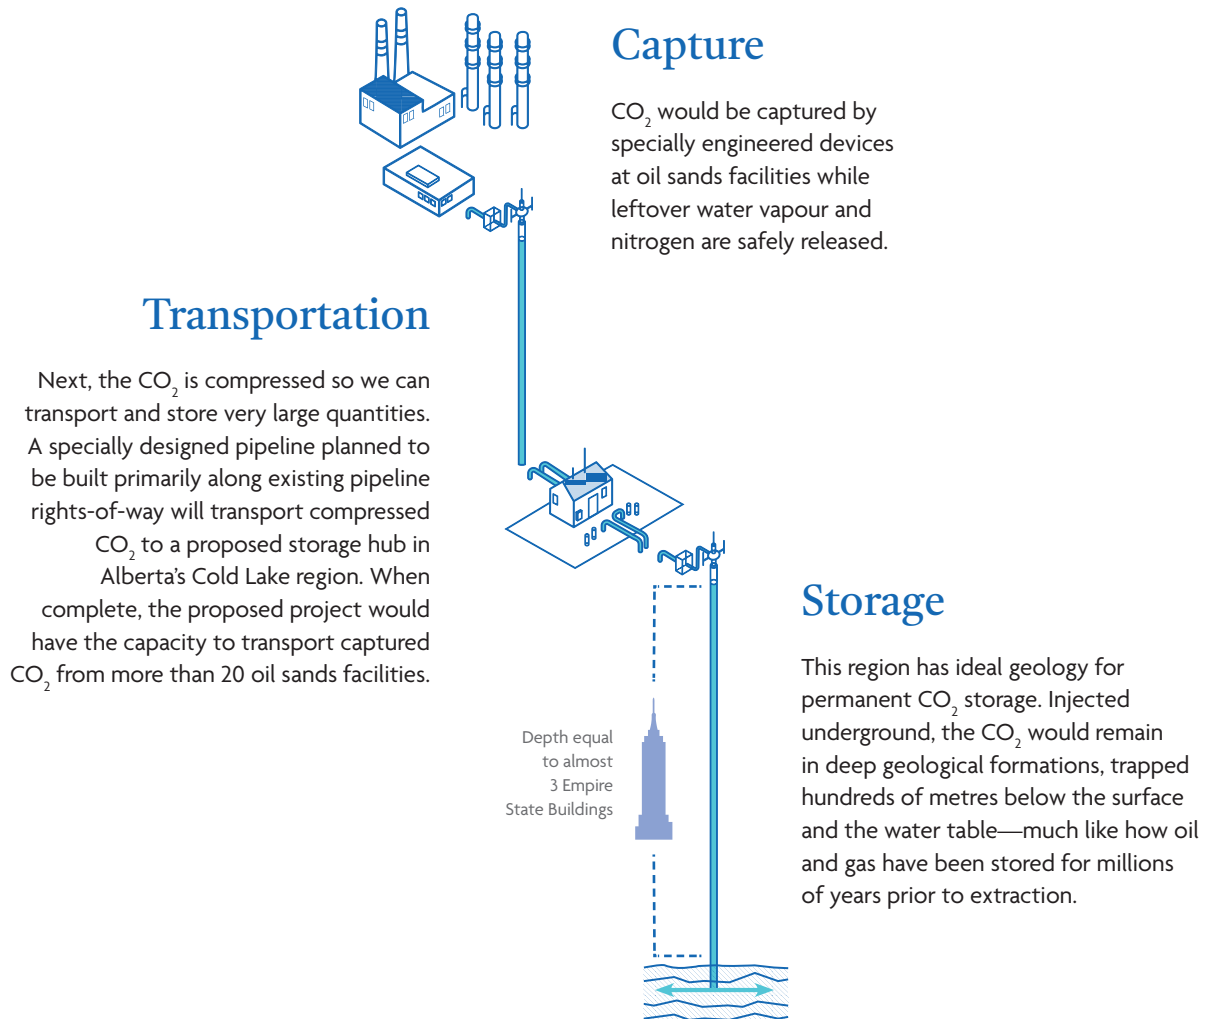 Capture
CO2 would be captured by
specially engineered devices
at oil sands facilities while
leftover water vapour and
nitrogen are safely released.
Transportation
Next, the CO2 is compressed so we can
transport and store very large quantities.
A specially designed pipeline planned to
be built primarily along existing pipeline
rights-of-way will transport compressed
CO2 to a proposed storage hub in
Alberta's Cold Lake region. When
complete, the proposed project would
have the capacity to transport captured
CO2 from more than 20 oil sands facilities.
Storage
This region has ideal geology for
permanent CO2 storage. Injected
underground, the CO2 would remain
in deep geological formations, trapped
hundreds of metres below the surface
and the water table—much like how oil
and gas have been stored for millions
of years prior to extraction.
Depth equal
to almost
3 Empire
State Buildings